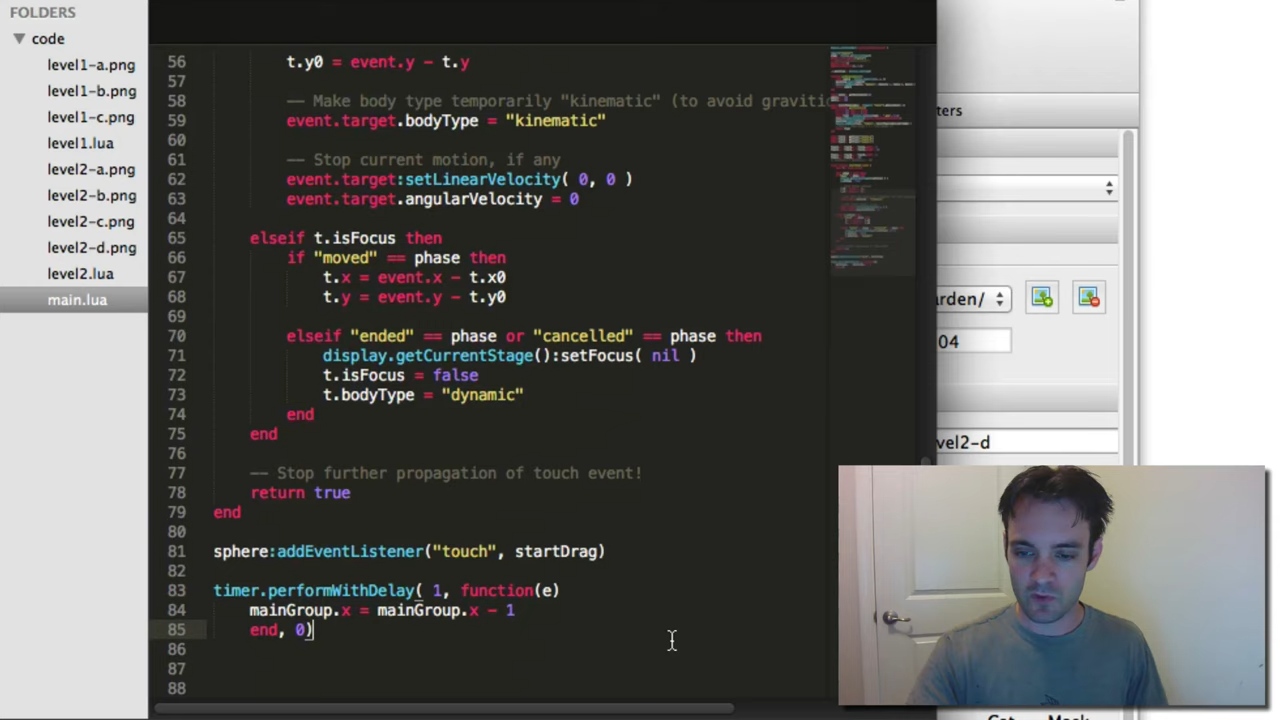 FOLDERS
code
level1-a.png
level1-b.png
level1-c.png
level1.lua
level2-a.png
level2-b.png
level2-c.png
level2-d.png
level2.lua
main.lua
56 t.y0 = event.y - t.y
57
58 -- Make body type temporarily "kinematic" (to avoid graviti
59 event.target.bodyType = "kinematic"
60
61 -- Stop current motion, if any
62 event.target:setLinearVelocity( 0, 0 )
63 event.target.angularVelocity = 0
64
65 elseif t.isFocus then
66 if "moved" == phase then
67 t.x = event.x - t.x0
68 t.y = event.y - t.y0
69
70 elseif "ended" == phase or "cancelled" == phase then
71 display.getCurrentStage():setFocus( nil )
72 t.isFocus = false
73 t.bodyType = "dynamic"
74 end
75 end
76
77 -- Stop further propagation of touch event!
78 return true
79 end
80
81 sphere:addEventListener("touch", startDrag)
82
83 timer.performWithDelay( 1, function(e)
84 mainGroup.x = mainGroup.x - 1
85 end, 0)
86
87
88
ters
arden/
04
vel2-d